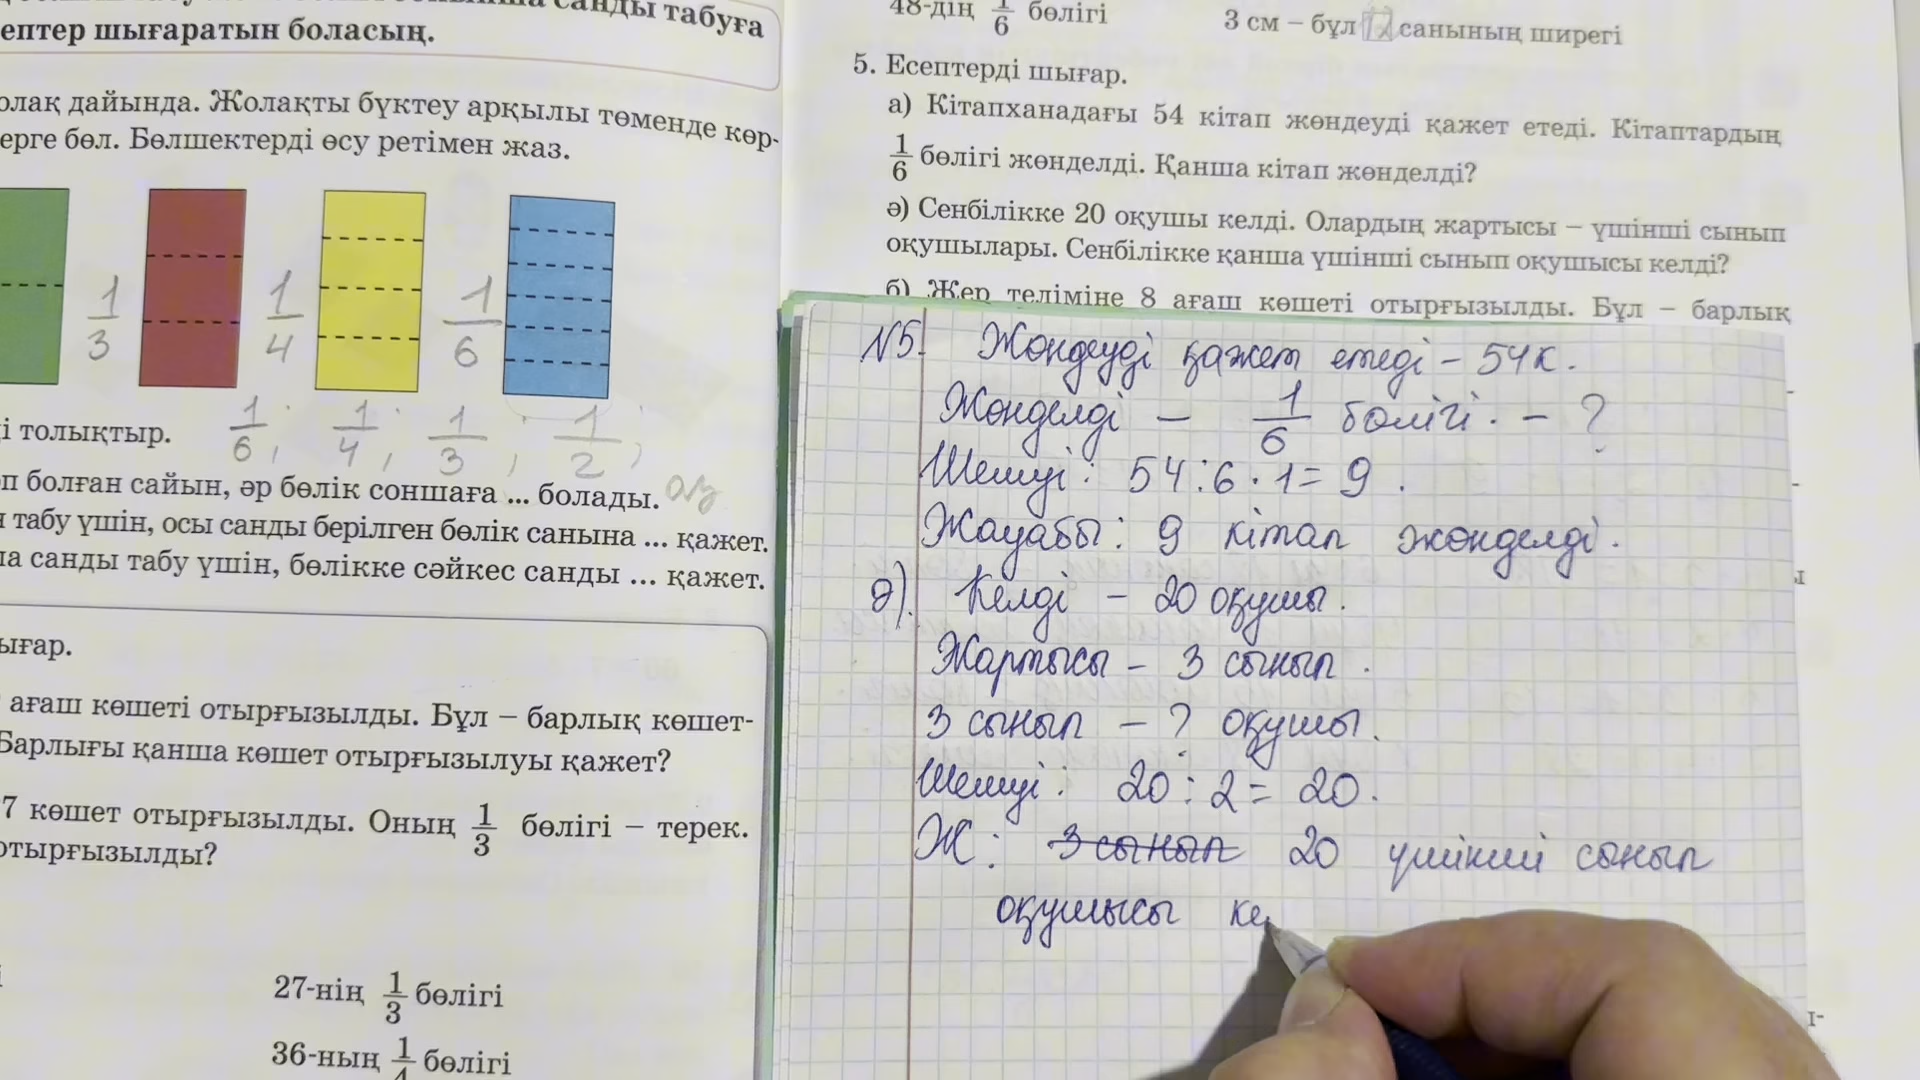 санды табуға
ептер шығаратын боласың.
олақ дайында. Жолақты бүктеу арқылы төменде көр-
ерге бөл. Бөлшектерді өсу ретімен жаз.
1/3 1/4 1/6
1/6; 1/4; 1/3; 1/2;
і толықтыр.
п болған сайын, әр бөлік соншаға ... болады. аз
н табу үшін, осы санды берілген бөлік санына ... қажет.
а санды табу үшін, бөлікке сәйкес санды ... қажет.
ығар.
ағаш көшеті отырғызылды. Бұл – барлық көшет-
Барлығы қанша көшет отырғызылуы қажет?
7 көшет отырғызылды. Оның 1/3 бөлігі – терек.
отырғызылды?
27-нің 1/3 бөлігі
36-ның 1/4 бөлігі
48-дің 1/6 бөлігі
3 см – бұл 12 санының ширегі
5. Есептерді шығар.
а) Кітапханадағы 54 кітап жөндеуді қажет етеді. Кітаптардың
1/6 бөлігі жөнделді. Қанша кітап жөнделді?
ә) Сенбілікке 20 оқушы келді. Олардың жартысы – үшінші сынып
оқушылары. Сенбілікке қанша үшінші сынып оқушысы келді?
б) Жер теліміне 8 ағаш көшеті отырғызылды. Бұл – барлық
N5. Жөндеуді қажет етеді – 54к.
Жөнделді – 1/6 бөлігі. – ?
Шешуі: 54:6·1=9.
Жауабы: 9 кітап жөнделді.
ә). Келді – 20 оқушы.
Жартысы – 3 сынып.
3 сынып – ? оқушы.
Шешуі: 20:2=20.
Ж: 3 сынып 20 үшінші сынып
оқушысы ке